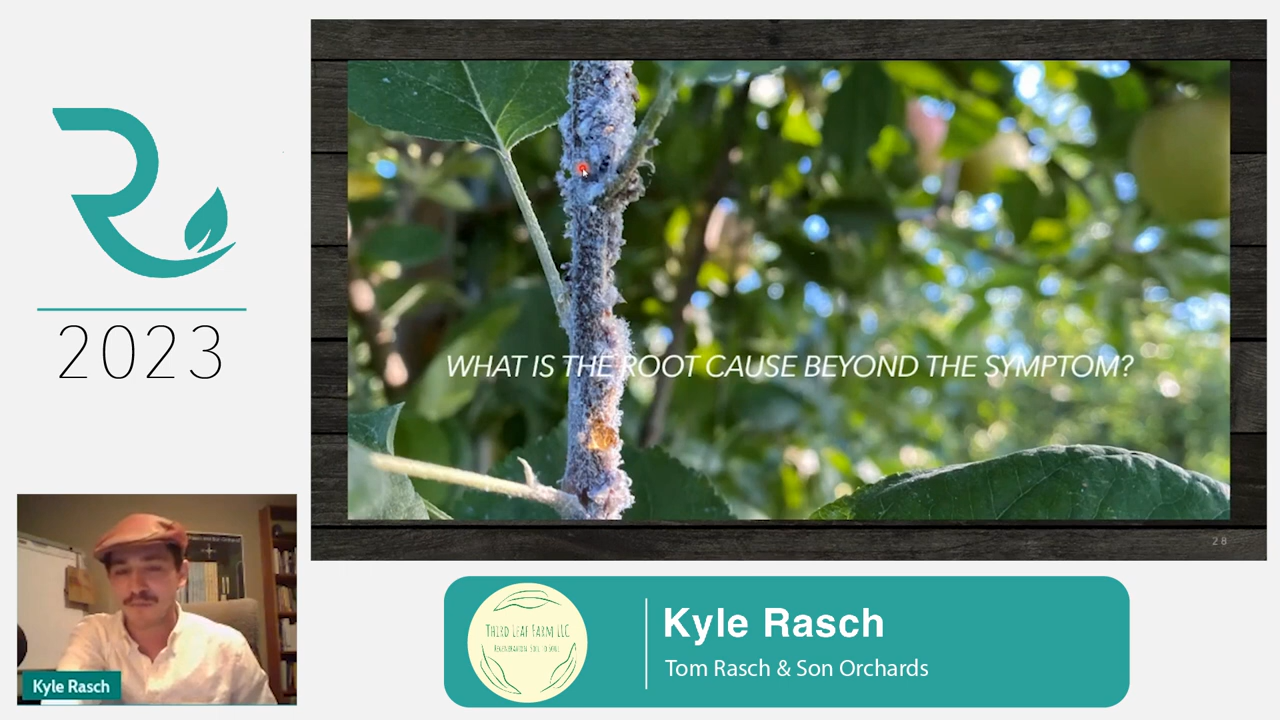 2023
WHAT IS THE ROOT CAUSE BEYOND THE SYMPTOM?
28
Kyle Rasch
THIRD LEAF FARM LLC
Kyle Rasch
Tom Rasch & Son Orchards